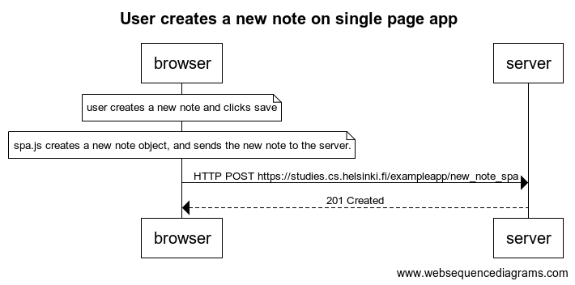 User creates a new note on single page app
browser
server
user creates a new note and clicks save
spa.js creates a new note object, and sends the new note to the server.
HTTP POST https://studies.cs.helsinki.fi/exampleapp/new_note_spa
201 Created
browser
server
www.websequencediagrams.com